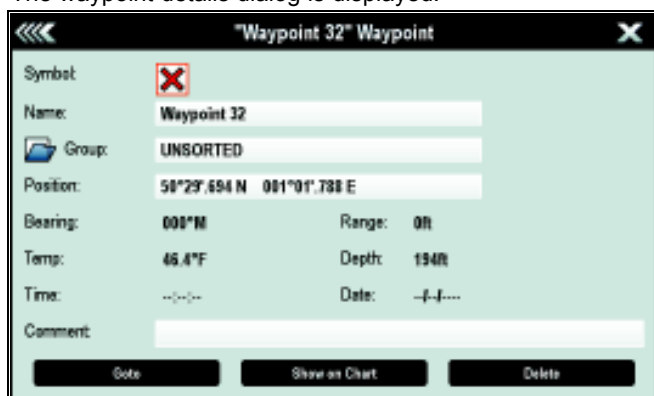 The waypoint details dialog is displayed.
"Waypoint 32" Waypoint
Symbol:
Name: Waypoint 32
Group: UNSORTED
Position: 50°29'.694 N 001°01'.788 E
Bearing: 000°M Range: 0ft
Temp: 46.4°F Depth: 194ft
Time: --:--:-- Date: --/--/----
Comment:
Goto Show on Chart Delete